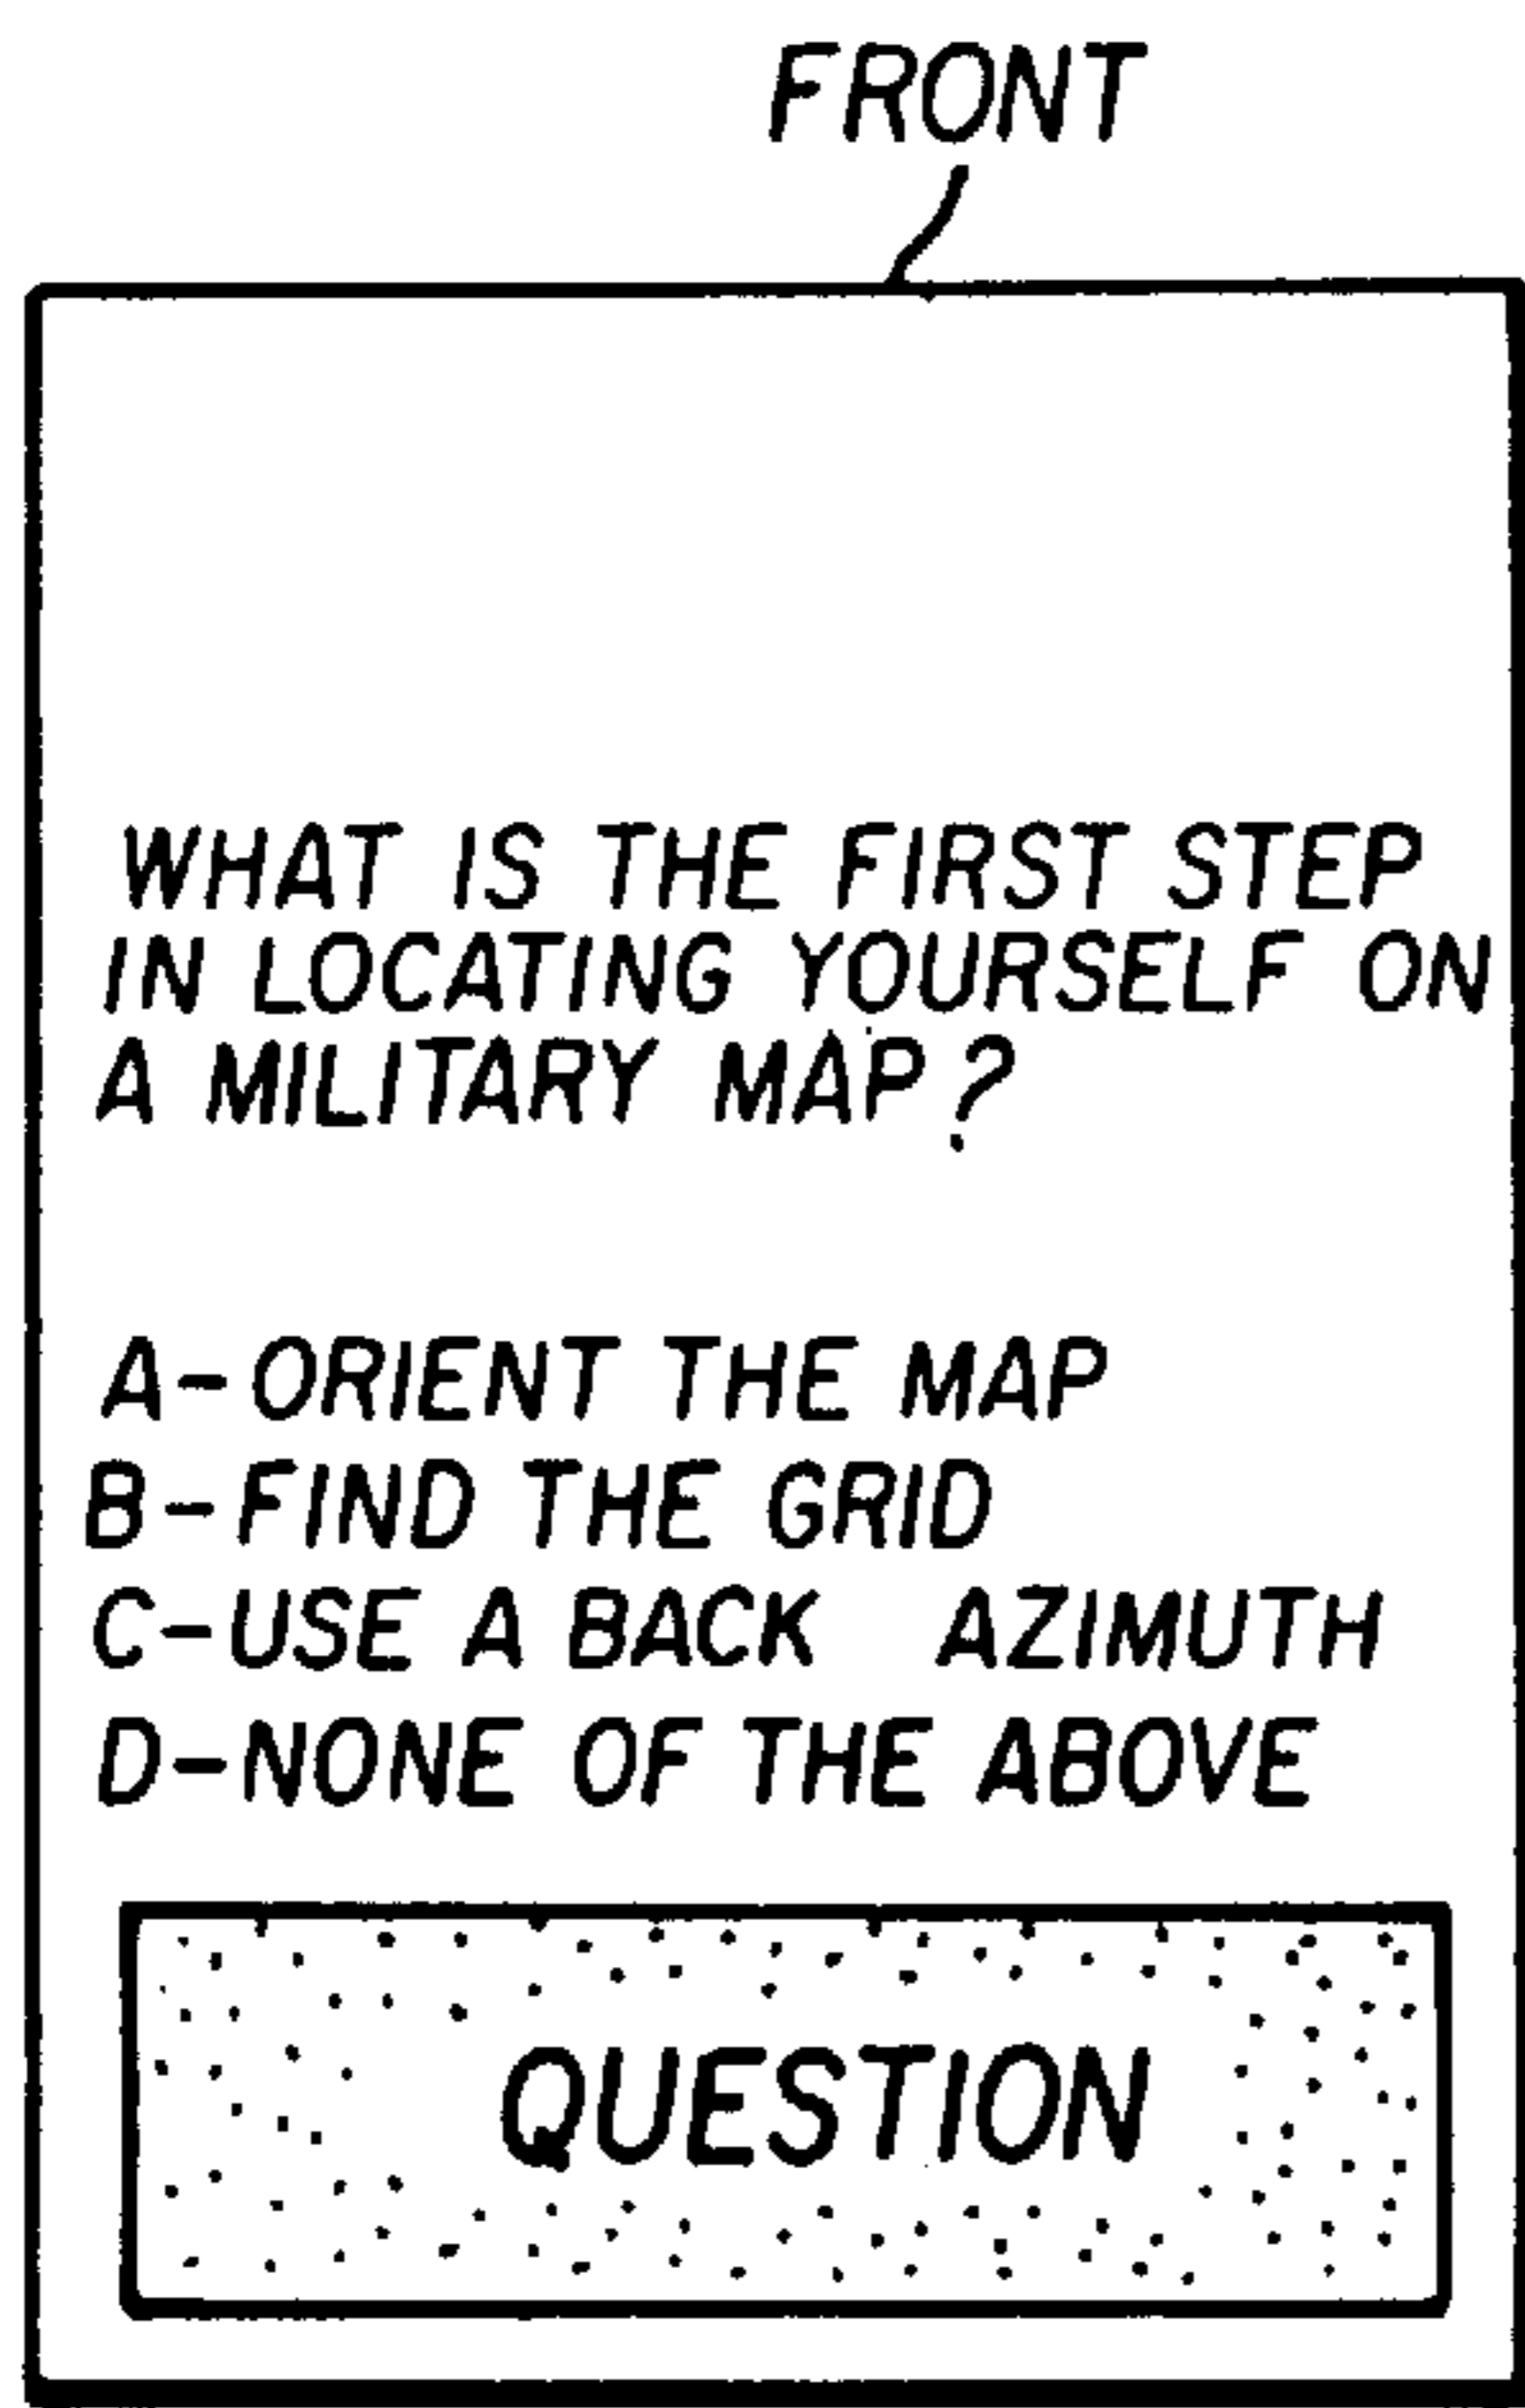 FRONT
WHAT IS THE FIRST STEP
IN LOCATING YOURSELF ON
A MILITARY MAP?
A-ORIENT THE MAP
B-FIND THE GRID
C-USE A BACK AZIMUTH
D-NONE OF THE ABOVE
QUESTION